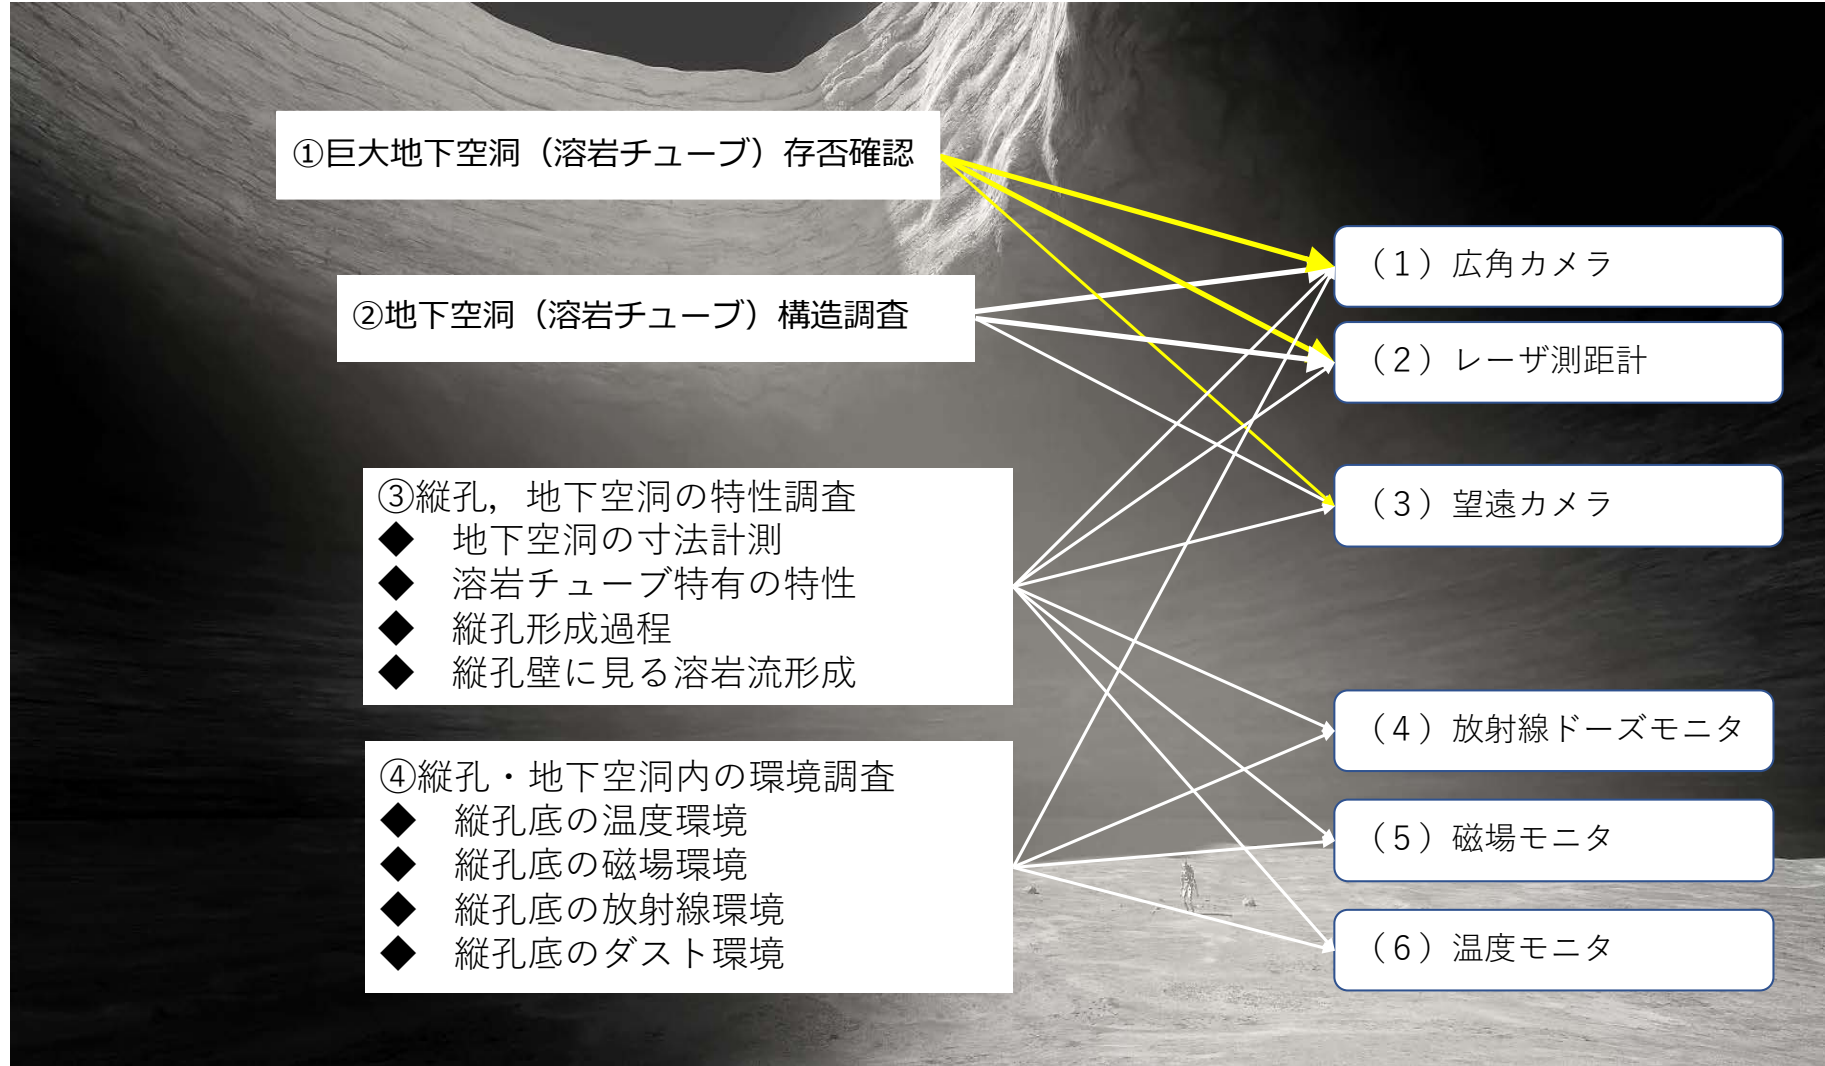 ①巨大地下空洞（溶岩チューブ）存否確認
②地下空洞（溶岩チューブ）構造調査
③縦孔，地下空洞の特性調査
◆ 地下空洞の寸法計測
◆ 溶岩チューブ特有の特性
◆ 縦孔形成過程
◆ 縦孔壁に見る溶岩流形成
④縦孔・地下空洞内の環境調査
◆ 縦孔底の温度環境
◆ 縦孔底の磁場環境
◆ 縦孔底の放射線環境
◆ 縦孔底のダスト環境
（1）広角カメラ
（2）レーザ測距計
（3）望遠カメラ
（4）放射線ドーズモニタ
（5）磁場モニタ
（6）温度モニタ